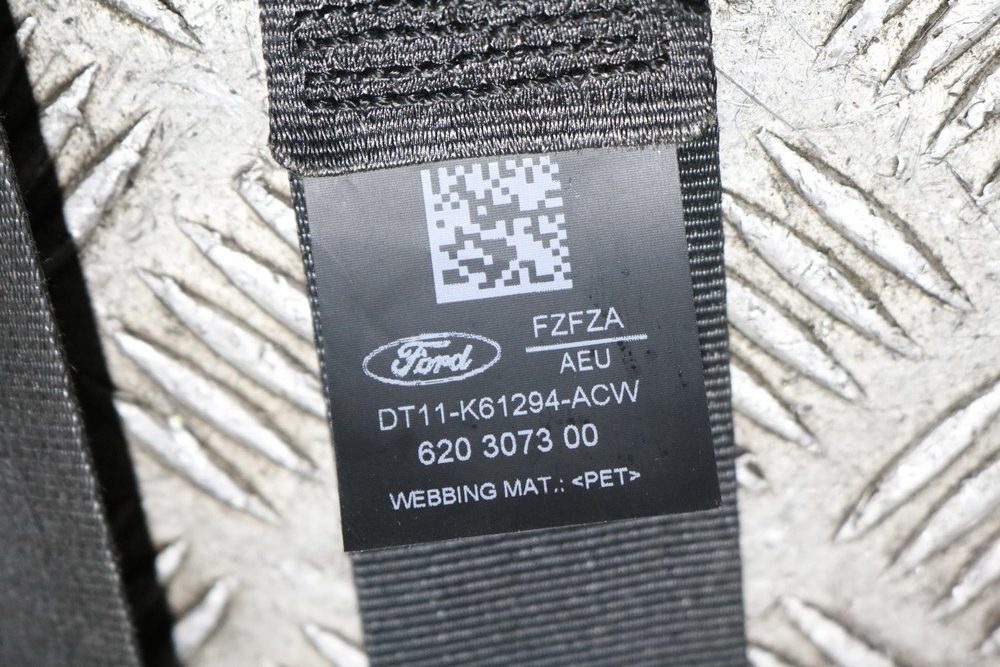 Ford
FZFZA
AEU
DT11-K61294-ACW
620 3073 00
WEBBING MAT.: <PET>